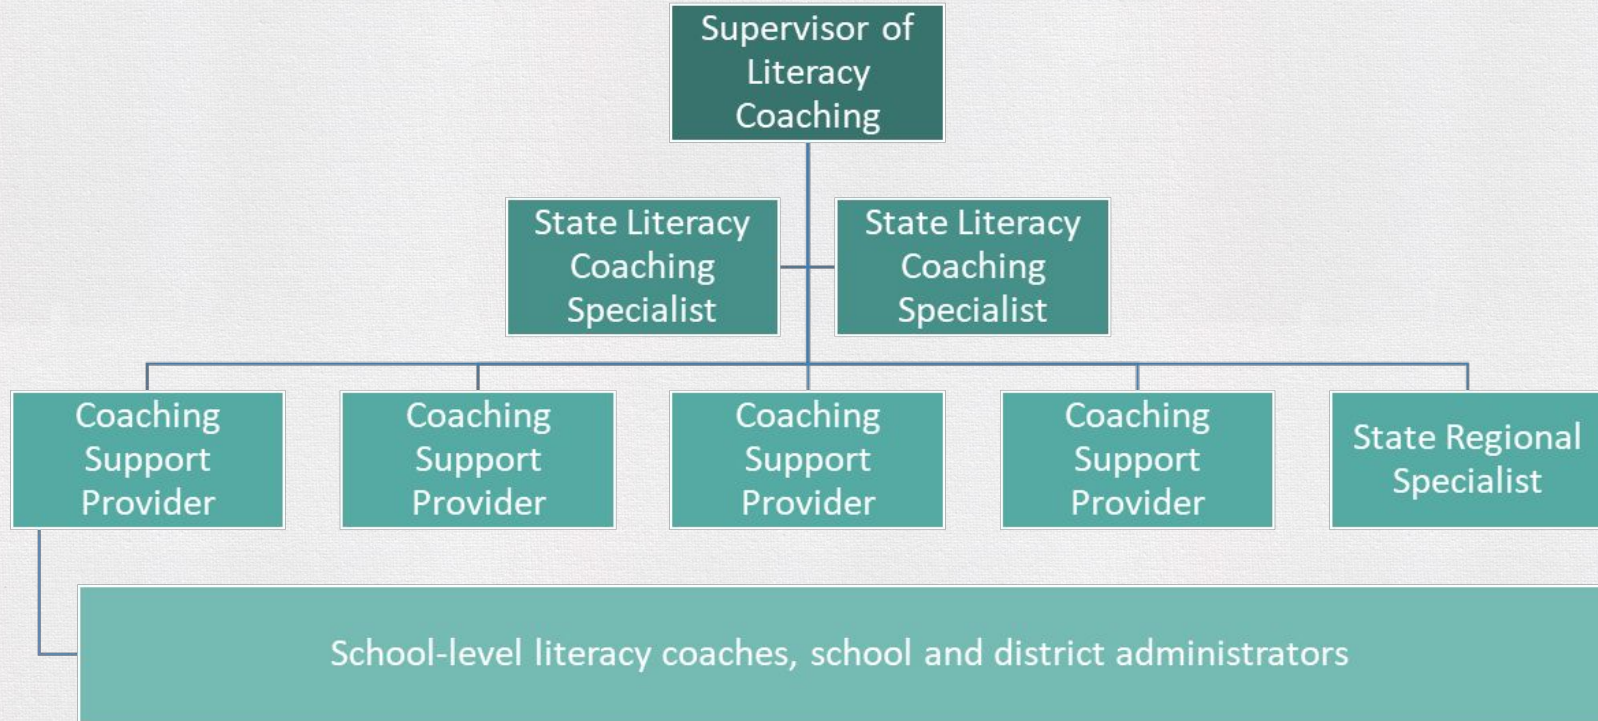 Supervisor of
Literacy
Coaching
State Literacy
Coaching
Specialist
State Literacy
Coaching
Specialist
Coaching
Support
Provider
Coaching
Support
Provider
Coaching
Support
Provider
Coaching
Support
Provider
State Regional
Specialist
School-level literacy coaches, school and district administrators